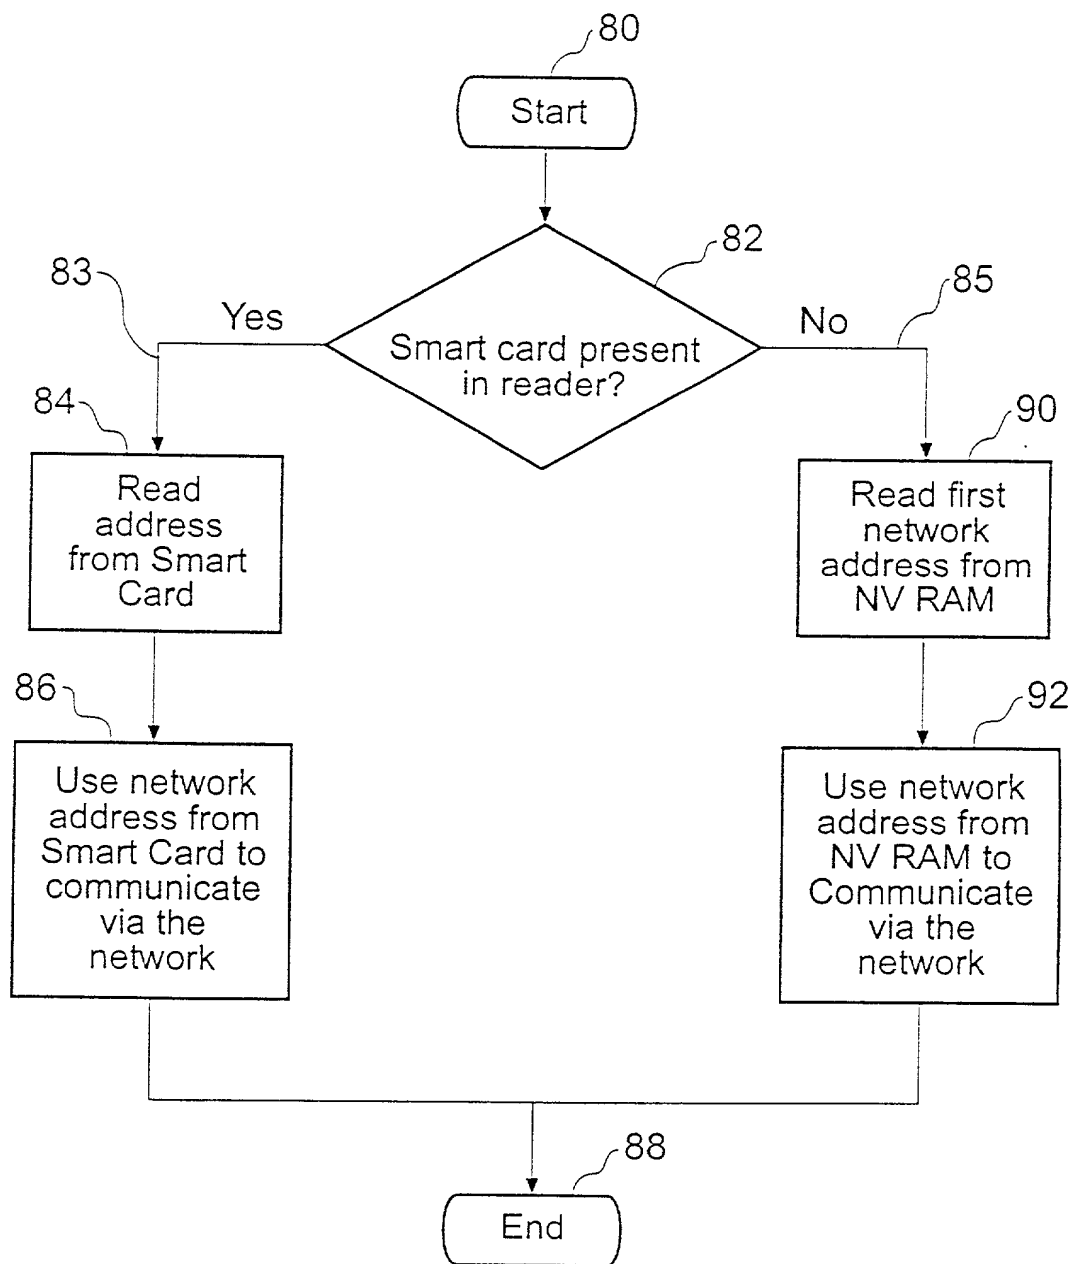 80
Start
82
83
Yes
No
85
Smart card present
in reader?
84
Read
address
from Smart
Card
90
Read first
network
address from
NV RAM
86
Use network
address from
Smart Card to
communicate
via the
network
92
Use network
address from
NV RAM to
Communicate
via the
network
88
End